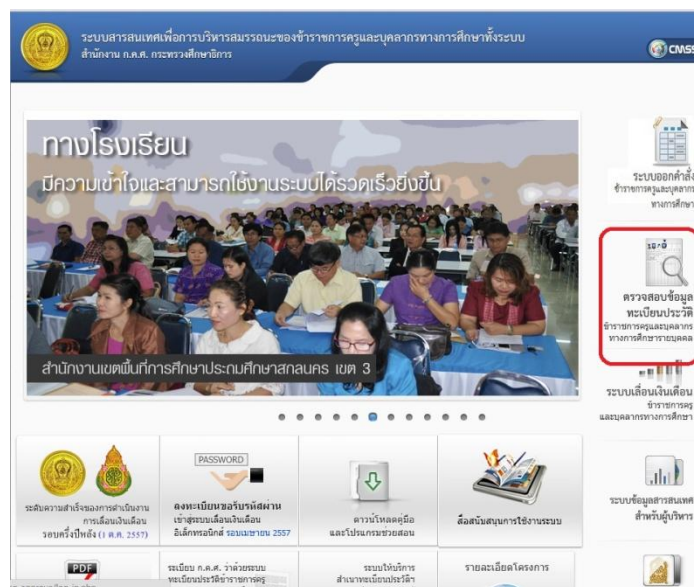 ระบบสารสนเทศเพื่อการบริหารสมรรถนะของข้าราชการครูและบุคลากรทางการศึกษาทั้งระบบ
สำนักงาน ก.ค.ศ. กระทรวงศึกษาธิการ
CMSS
ทางโรงเรียน
มีความเข้าใจและสามารถใช้งานระบบได้รวดเร็วยิ่งขึ้น
สำนักงานเขตพื้นที่การศึกษาประถมศึกษาสกลนคร เขต 3
ระบบออกคำสั่ง
ข้าราชการครูและบุคลากร
ทางการศึกษา
ตรวจสอบข้อมูล
ทะเบียนประวัติ
ข้าราชการครูและบุคลากร
ทางการศึกษารายบุคคล
ระบบเลื่อนเงินเดือน
ข้าราชการครู
และบุคลากรทางการศึกษา
ระบบข้อมูลสารสนเทศ
สำหรับผู้บริหาร
ระดับความสำเร็จของการดำเนินงาน
การเลื่อนเงินเดือน
รอบครึ่งปีหลัง (1 ต.ค. 2557)
PASSWORD
ลงทะเบียนขอรับรหัสผ่าน
เข้าสู่ระบบเลื่อนเงินเดือน
อิเล็กทรอนิกส์ รอบเมษายน 2557
ดาวน์โหลดคู่มือ
และโปรแกรมช่วยสอน
สื่อสนับสนุนการใช้งานระบบ
PDF
ระเบียบ ก.ค.ศ. ว่าด้วยระบบ
ทะเบียนประวัติข้าราชการครู
ระบบให้บริการ
สำเนาทะเบียนประวัติฯ
รายละเอียดโครงการ